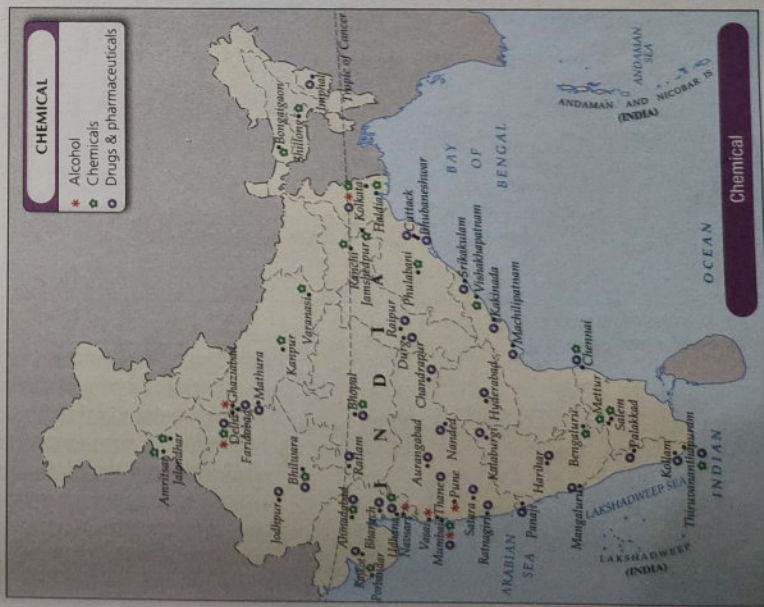 CHEMICAL
Alcohol
Chemicals
Drugs & pharmaceuticals
Amritsar
Jalandhar
Delhi
Ghaziabad
Faridabad
Mathura
Jodhpur
Bhilwara
Kanpur
Varanasi
Bongaigaon
Shillong
Imphal
Tropic of Cancer
Ahmadabad
Ratlam
Bhopal
Ranchi
Jamshedpur
Kolkata
Haldia
INDIA
Rajkot
Porbandar
Bharuch
Udhana
Navsari
Vasai
Mumbai
Thane
Pune
Aurangabad
Nanded
Chandrapur
Durg
Raipur
Phulabani
Cuttack
Bhubaneshwar
Satara
Ratnagiri
Kalaburgi
Hyderabad
Srikakulam
Vishakhapatnam
Kakinada
Machilipatnam
Panaji
Harihar
Mangaluru
Bengaluru
Mettur
Salem
Palakkad
Chennai
Kollam
Thiruvananthapuram
ARABIAN
SEA
BAY
OF
BENGAL
LAKSHADWEEP SEA
LAKSHADWEEP
(INDIA)
INDIAN
OCEAN
ANDAMAN
SEA
ANDAMAN AND NICOBAR IS
(INDIA)
Chemical